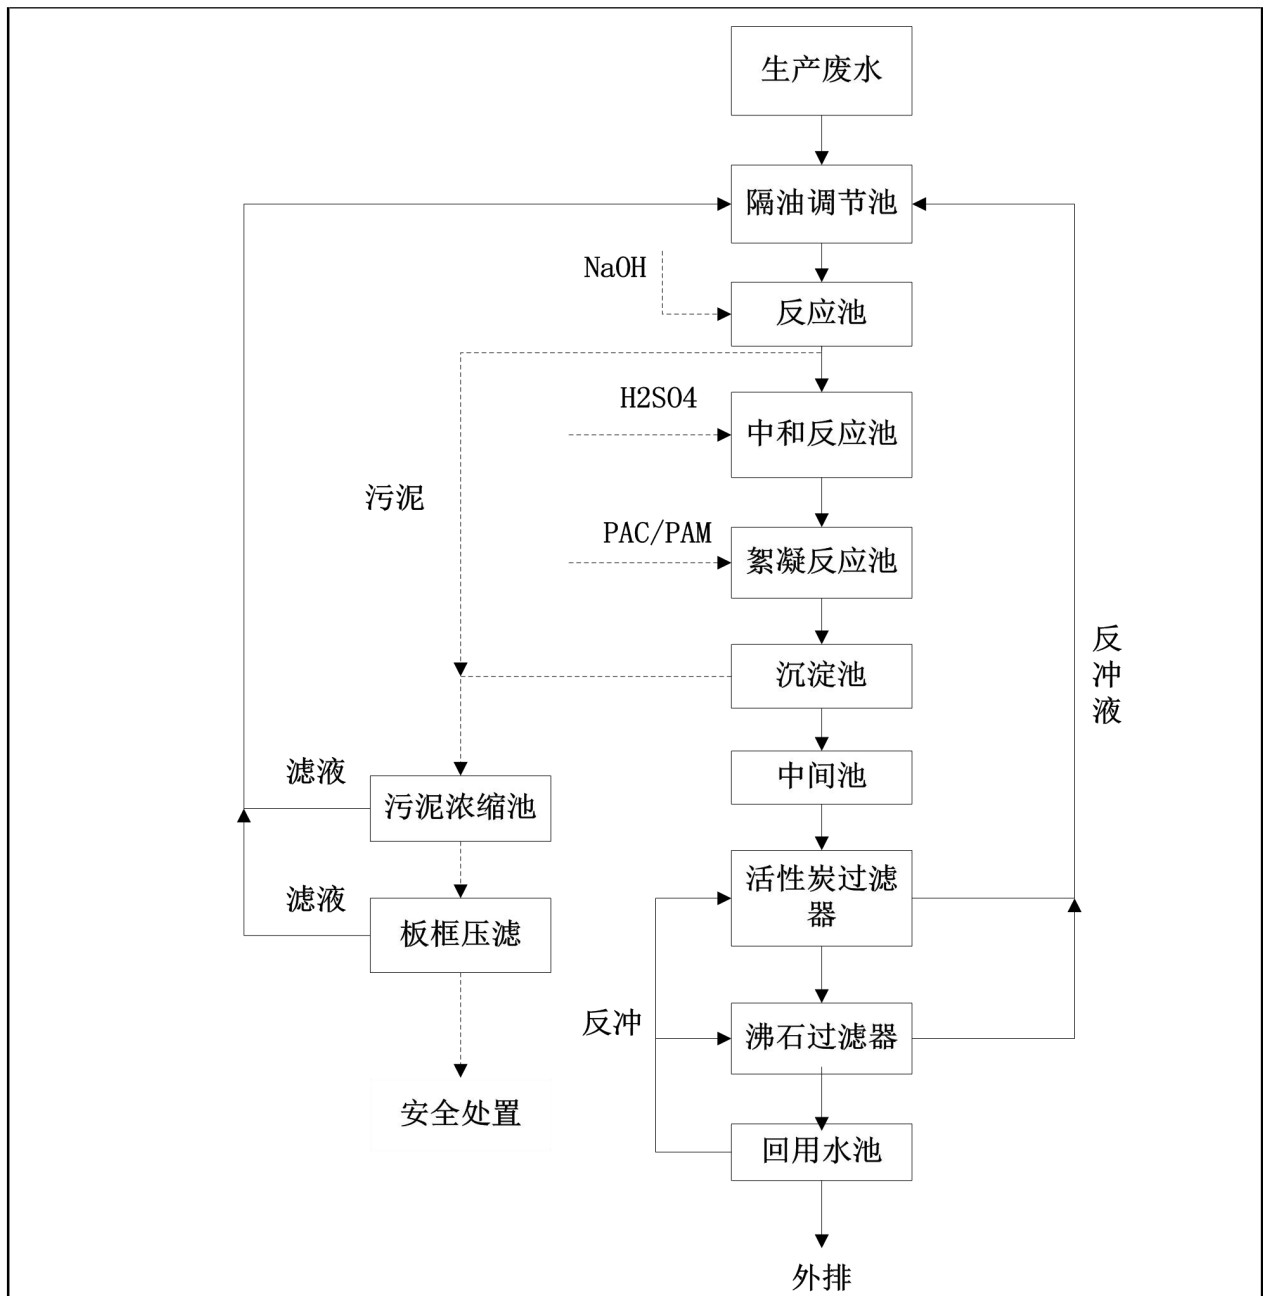 生产废水
隔油调节池
NaOH
反应池
H2SO4
中和反应池
污泥
PAC/PAM
絮凝反应池
反
冲
液
沉淀池
滤液
中间池
污泥浓缩池
活性炭过滤
器
滤液
板框压滤
反冲
沸石过滤器
安全处置
回用水池
外排